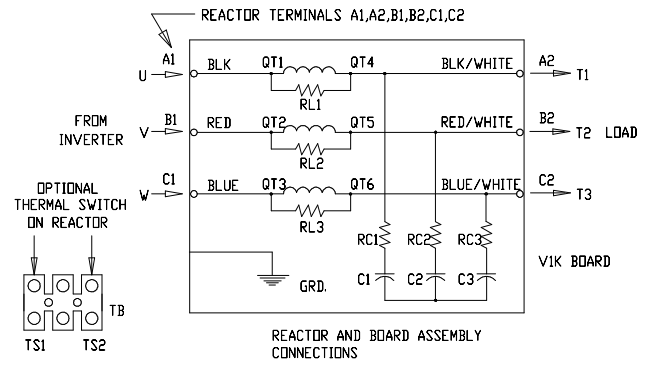 REACTOR TERMINALS A1,A2,B1,B2,C1,C2
A1
QT1
QT4
A2
BLK
BLK/WHITE
U
T1
RL1
FROM
INVERTER
B1
RED
QT2
QT5
RED/WHITE
B2
V
T2 LOAD
RL2
C1
BLUE
QT3
QT6
BLUE/WHITE
C2
W
T3
RL3
OPTIONAL
THERMAL SWITCH
ON REACTOR
RC1
RC2
RC3
C1
C2
C3
V1K BOARD
GRD.
TB
TS1
TS2
REACTOR AND BOARD ASSEMBLY
CONNECTIONS